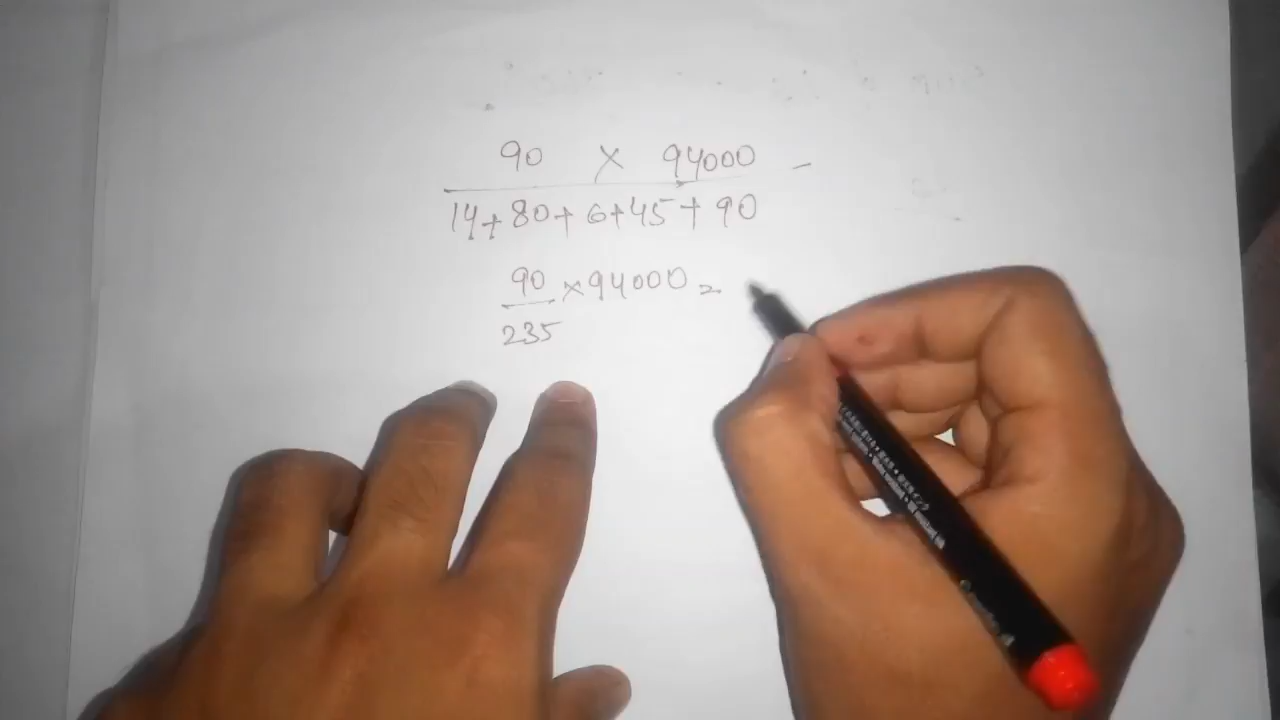 90 × 94000 -
14+80+6+45+90
90 ×94000 =
235